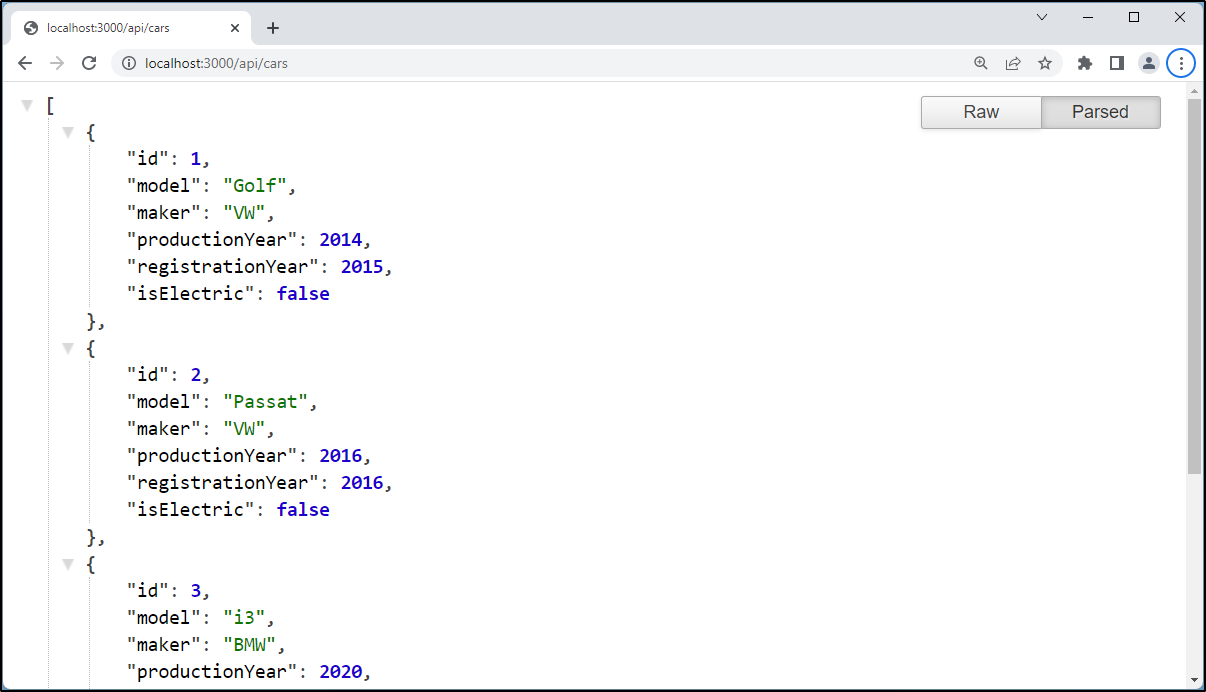 localhost:3000/api/cars
localhost:3000/api/cars
Raw
Parsed
[
{
"id": 1,
"model": "Golf",
"maker": "VW",
"productionYear": 2014,
"registrationYear": 2015,
"isElectric": false
},
{
"id": 2,
"model": "Passat",
"maker": "VW",
"productionYear": 2016,
"registrationYear": 2016,
"isElectric": false
},
{
"id": 3,
"model": "i3",
"maker": "BMW",
"productionYear": 2020,